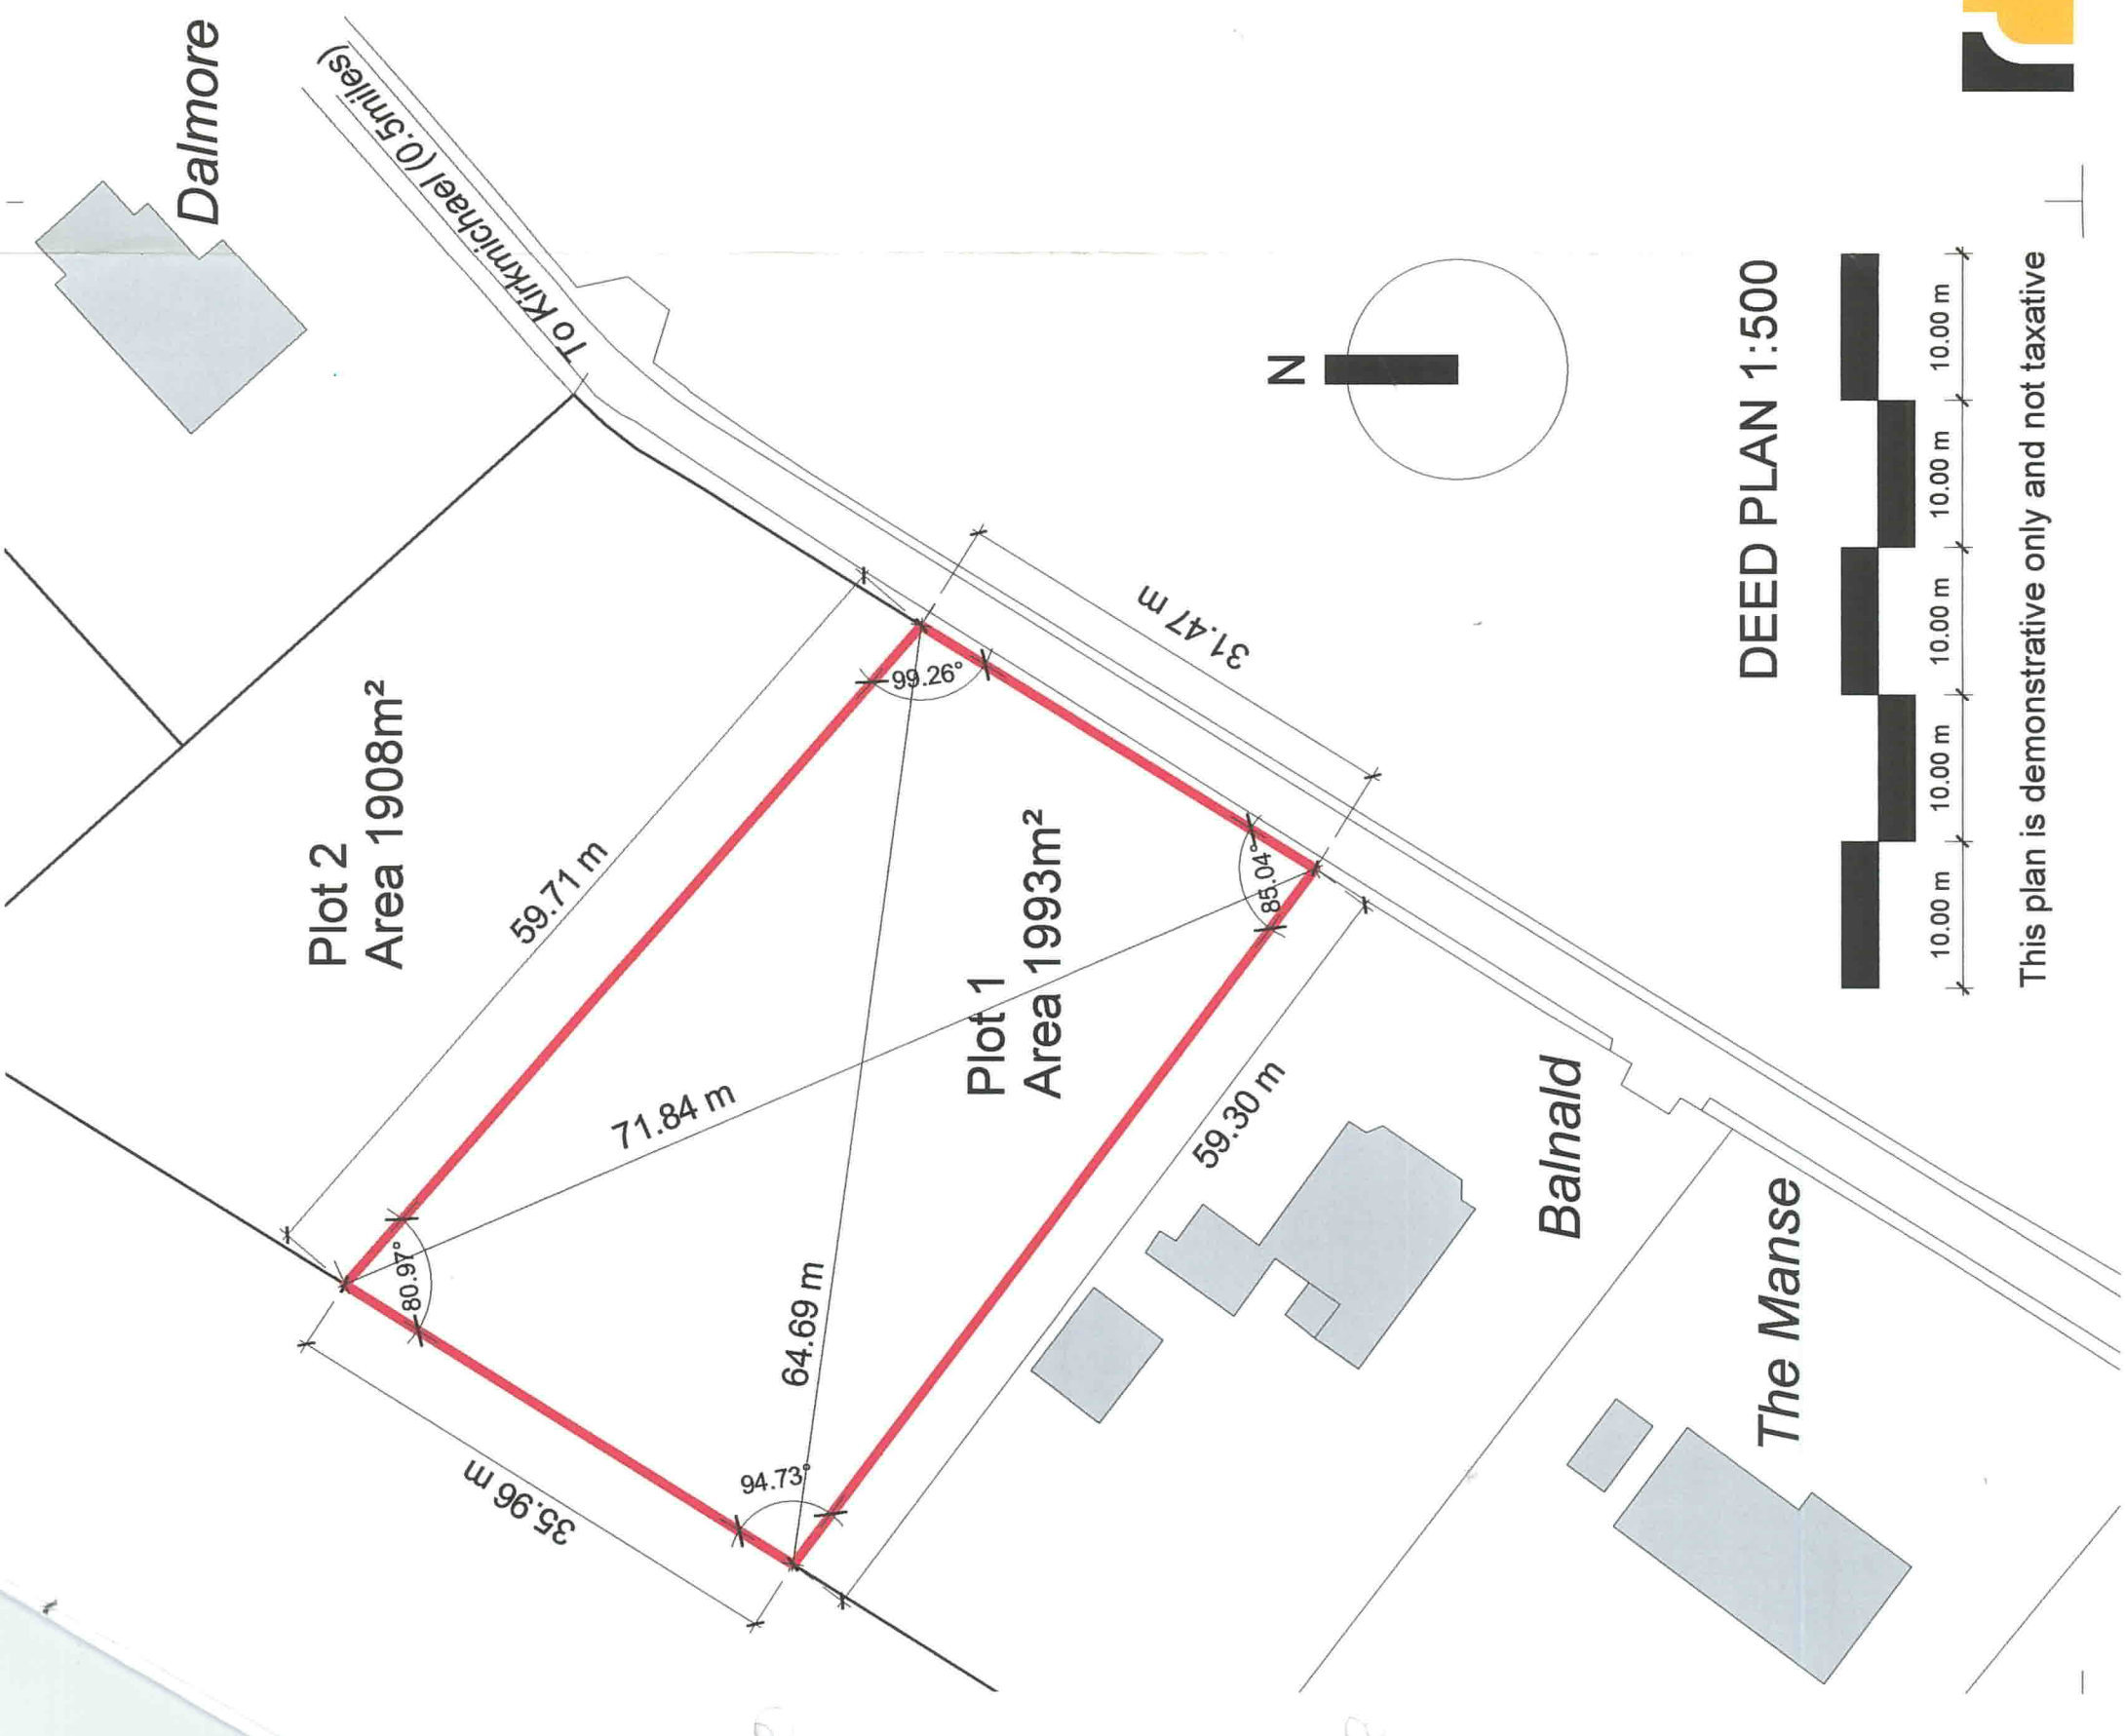 Dalmore
To Kirkmichael (0.5miles)
Plot 2
Area 1908m²
59.71 m
99.26°
31.47 m
85.04°
Plot 1
Area 1993m²
71.84 m
59.30 m
80.97°
64.69 m
94.73°
35.96 m
Balnald
The Manse
N
DEED PLAN 1:500
10.00 m
10.00 m
10.00 m
10.00 m
10.00 m
This plan is demonstrative only and not taxative